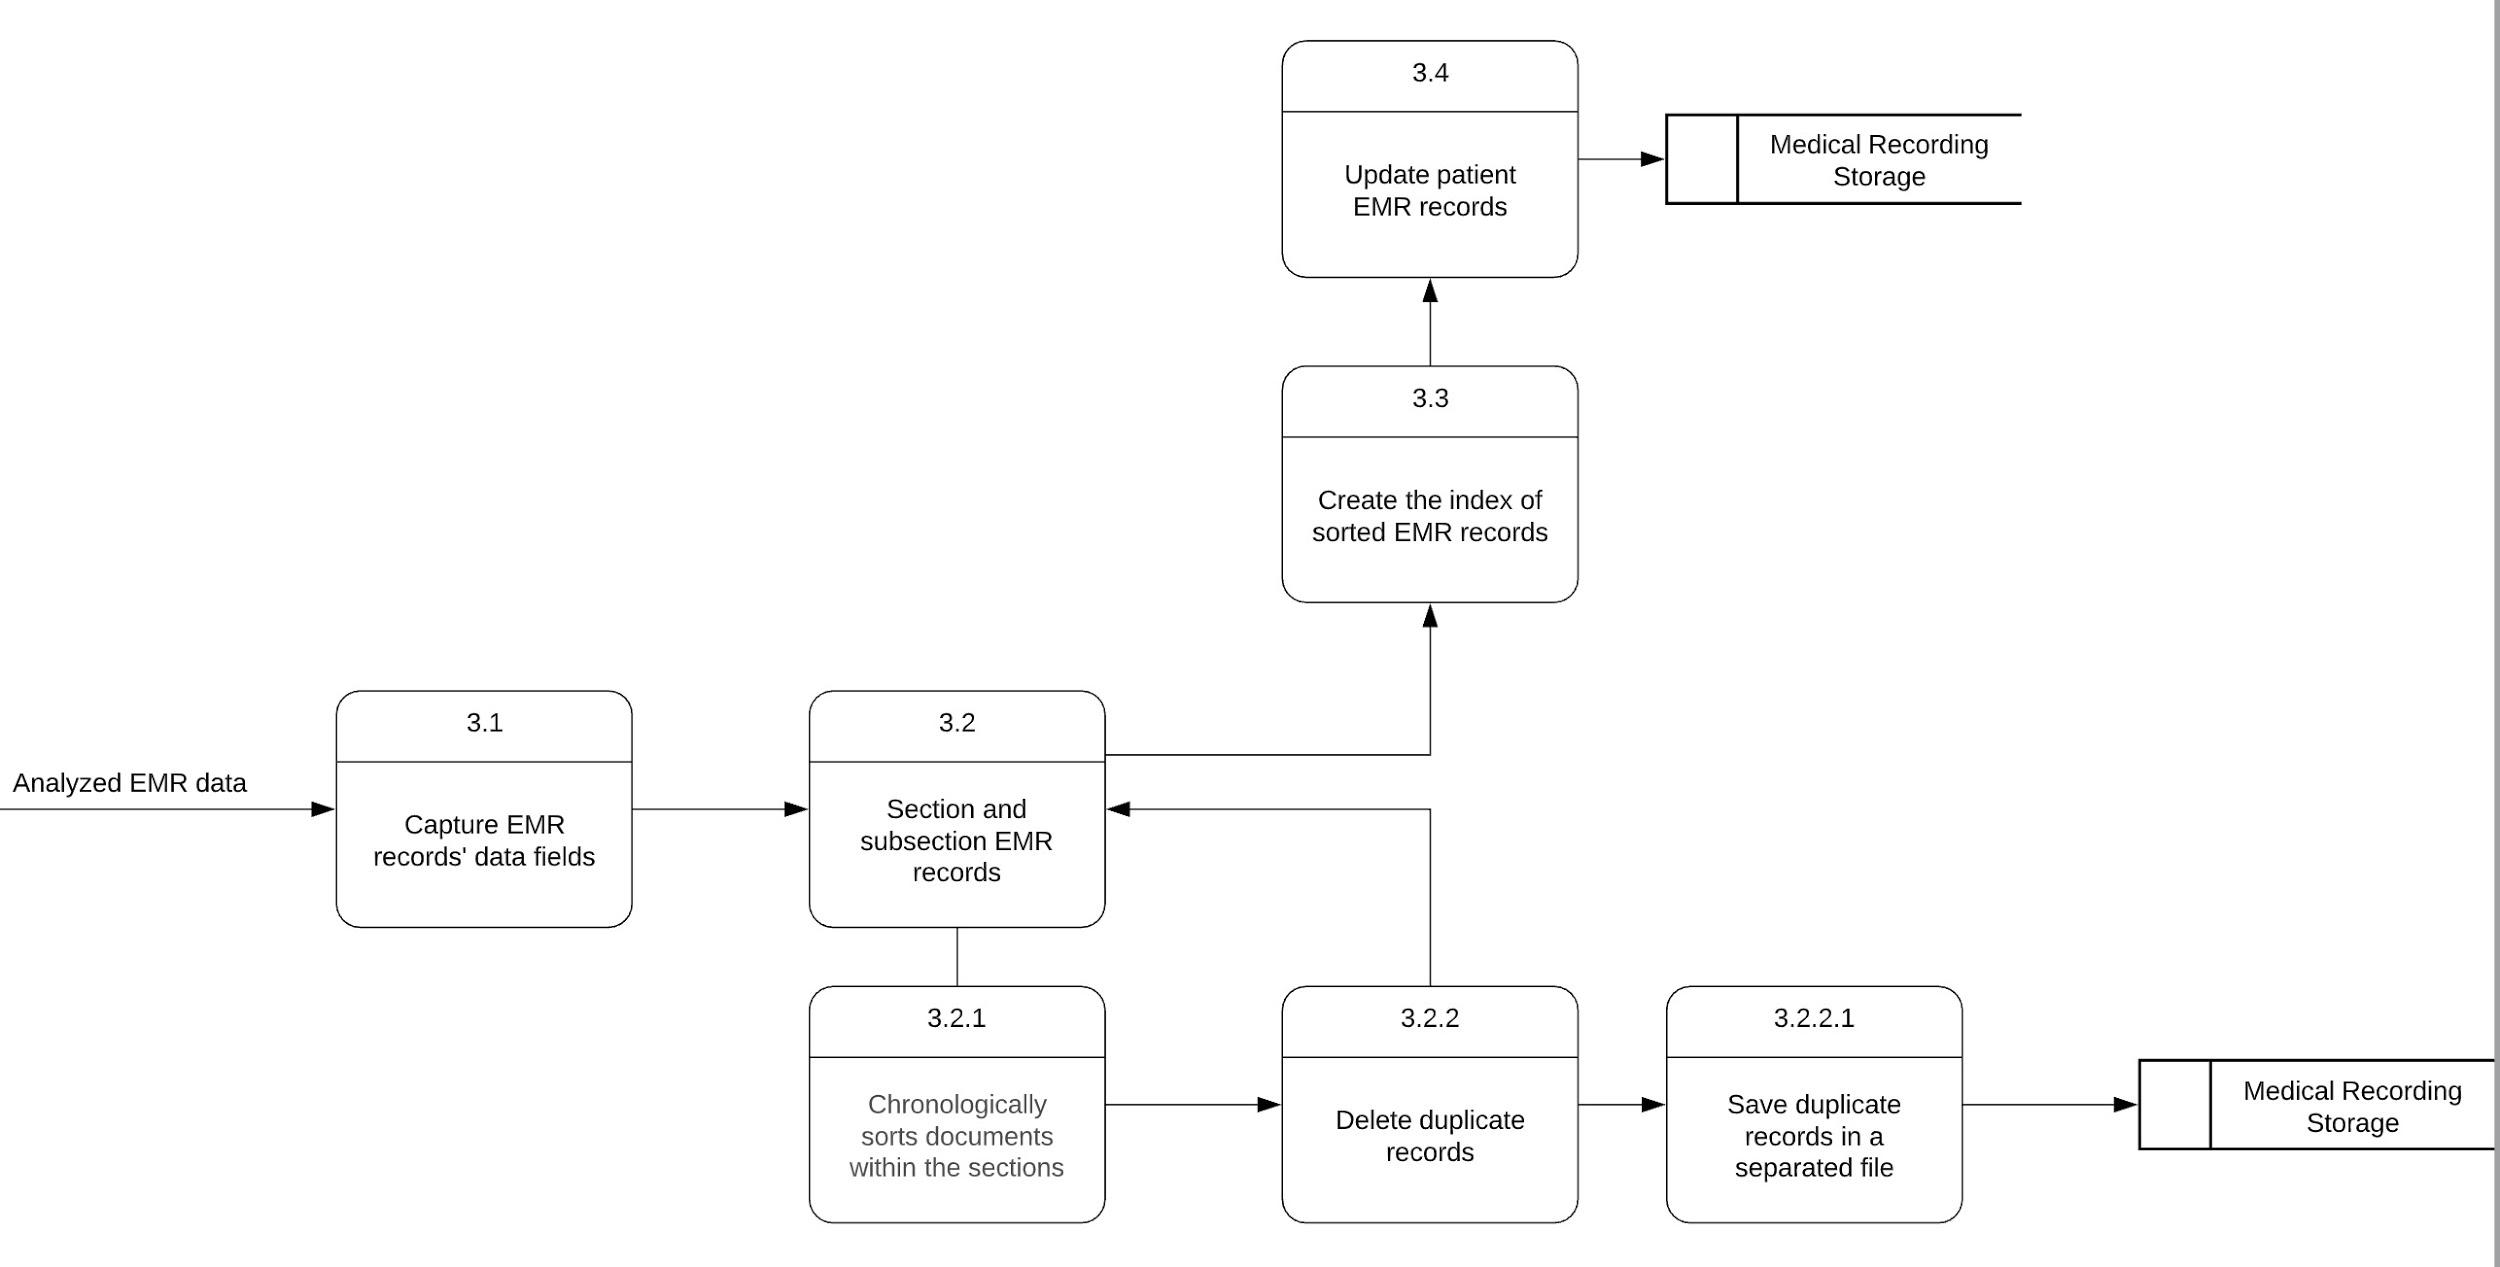 3.4
Update patient
EMR records
Medical Recording
Storage
3.3
Create the index of
sorted EMR records
Analyzed EMR data
3.1
Capture EMR
records' data fields
3.2
Section and
subsection EMR
records
3.2.1
Chronologically
sorts documents
within the sections
3.2.2
Delete duplicate
records
3.2.2.1
Save duplicate
records in a
separated file
Medical Recording
Storage